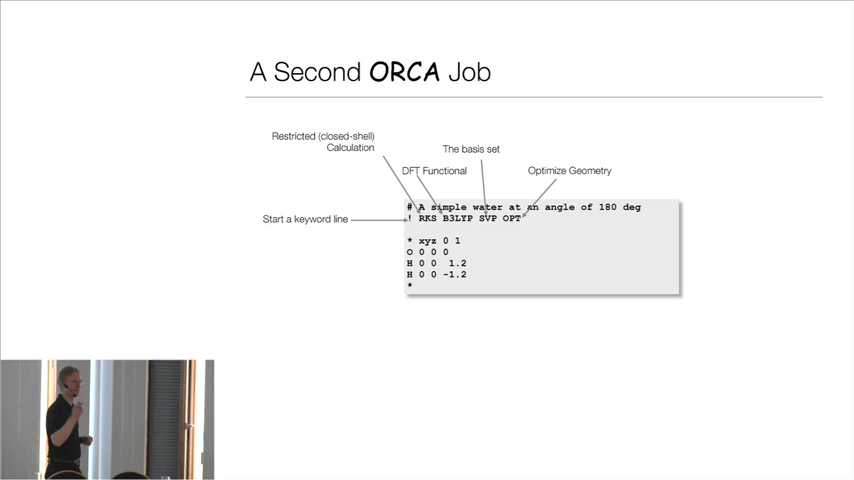 A Second ORCA Job
Restricted (closed-shell)
Calculation
The basis set
DFT Functional
Optimize Geometry
Start a keyword line
# A simple water at an angle of 180 deg
! RKS B3LYP SVP OPT
* xyz 0 1
O 0 0 0
H 0 0 1.2
H 0 0 -1.2
*